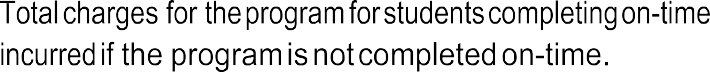 Total charges for the program for students completing on-time
incurred if the program is not completed on-time.